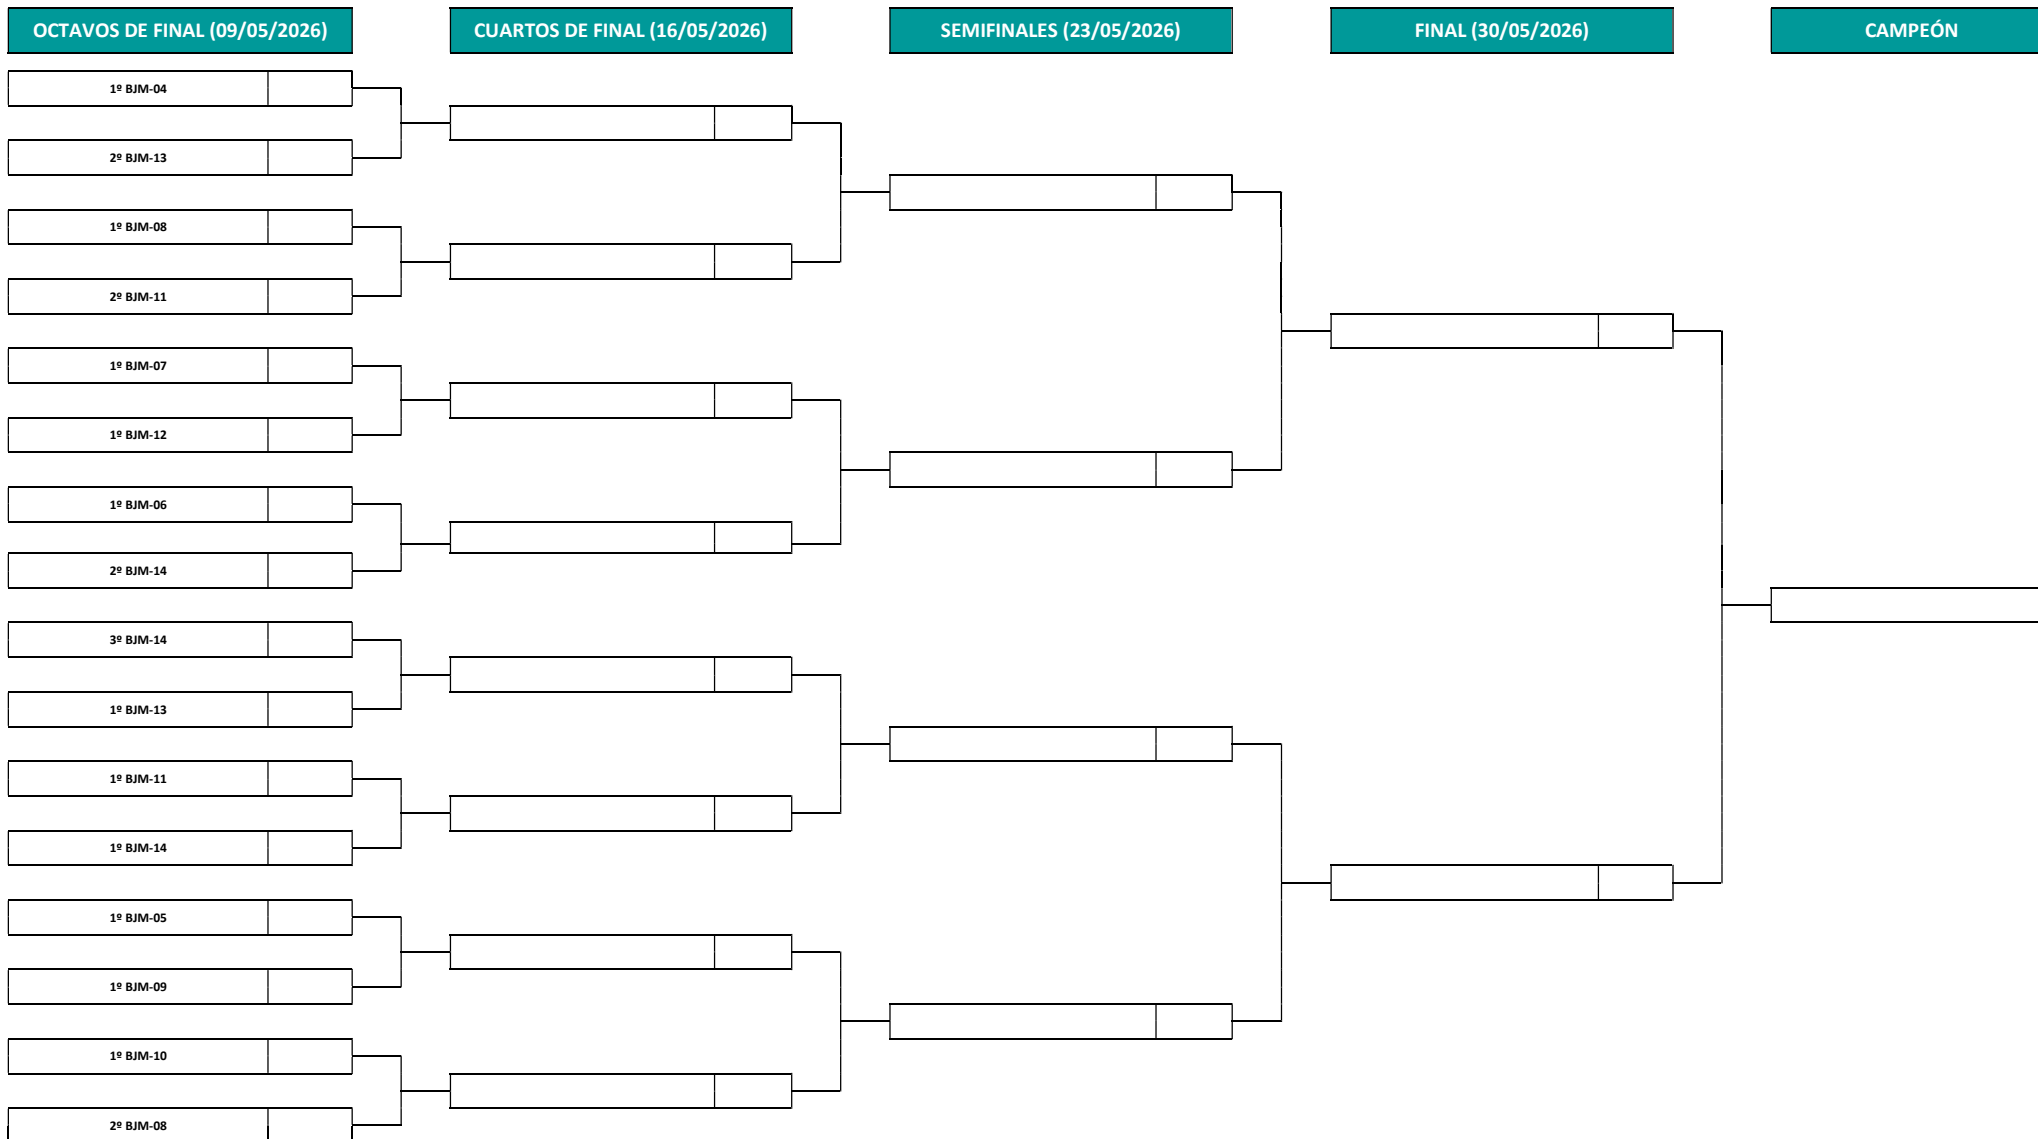 OCTAVOS DE FINAL (09/05/2026)
CUARTOS DE FINAL (16/05/2026)
SEMIFINALES (23/05/2026)
FINAL (30/05/2026)
CAMPEÓN
1º BJM-04
2º BJM-13
1º BJM-08
2º BJM-11
1º BJM-07
1º BJM-12
1º BJM-06
2º BJM-14
3º BJM-14
1º BJM-13
1º BJM-11
1º BJM-14
1º BJM-05
1º BJM-09
1º BJM-10
2º BJM-08